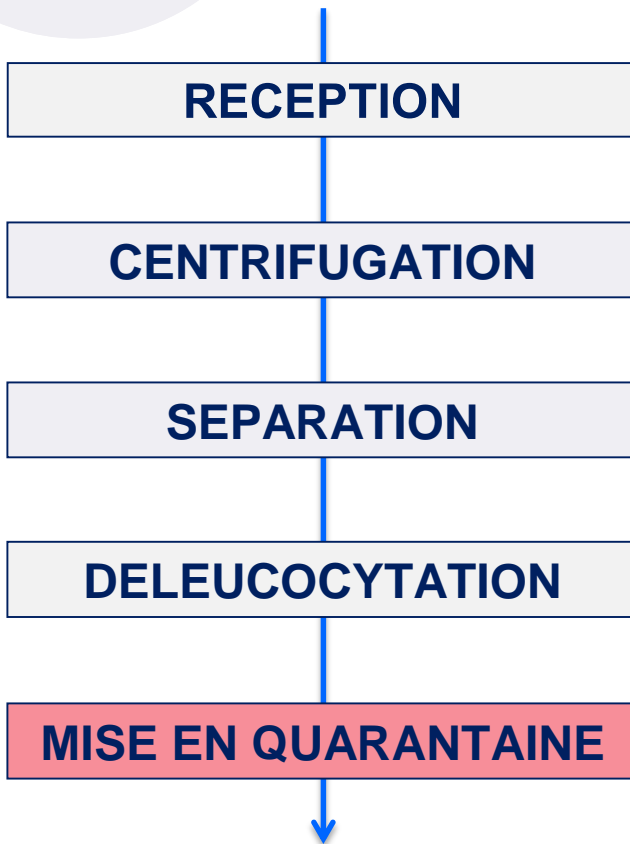 RECEPTION
CENTRIFUGATION
SEPARATION
DELEUCOCYTATION
MISE EN QUARANTAINE